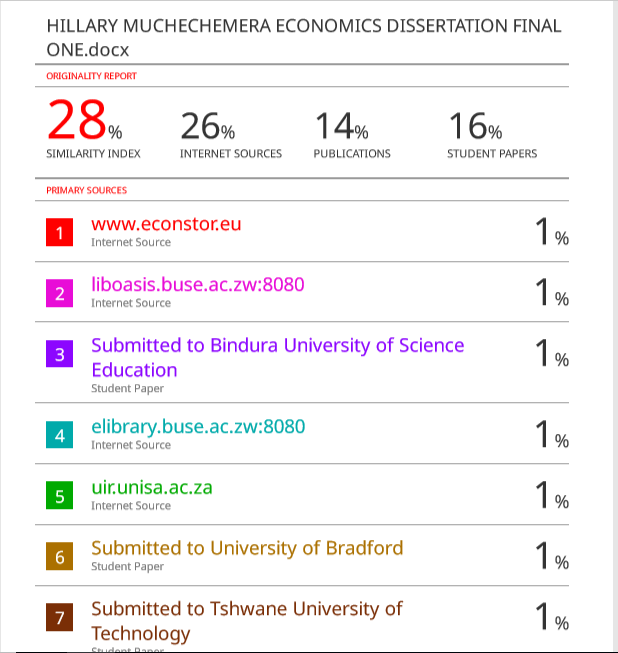 HILLARY MUCHECHEMERA ECONOMICS DISSERTATION FINAL
ONE.docx
ORIGINALITY REPORT
28% 26% 14% 16%
SIMILARITY INDEX INTERNET SOURCES PUBLICATIONS STUDENT PAPERS
PRIMARY SOURCES
1 www.econstor.eu 1%
Internet Source
2 liboasis.buse.ac.zw:8080 1%
Internet Source
3 Submitted to Bindura University of Science 1%
Education
Student Paper
4 elibrary.buse.ac.zw:8080 1%
Internet Source
5 uir.unisa.ac.za 1%
Internet Source
6 Submitted to University of Bradford 1%
Student Paper
7 Submitted to Tshwane University of 1%
Technology
Student Paper